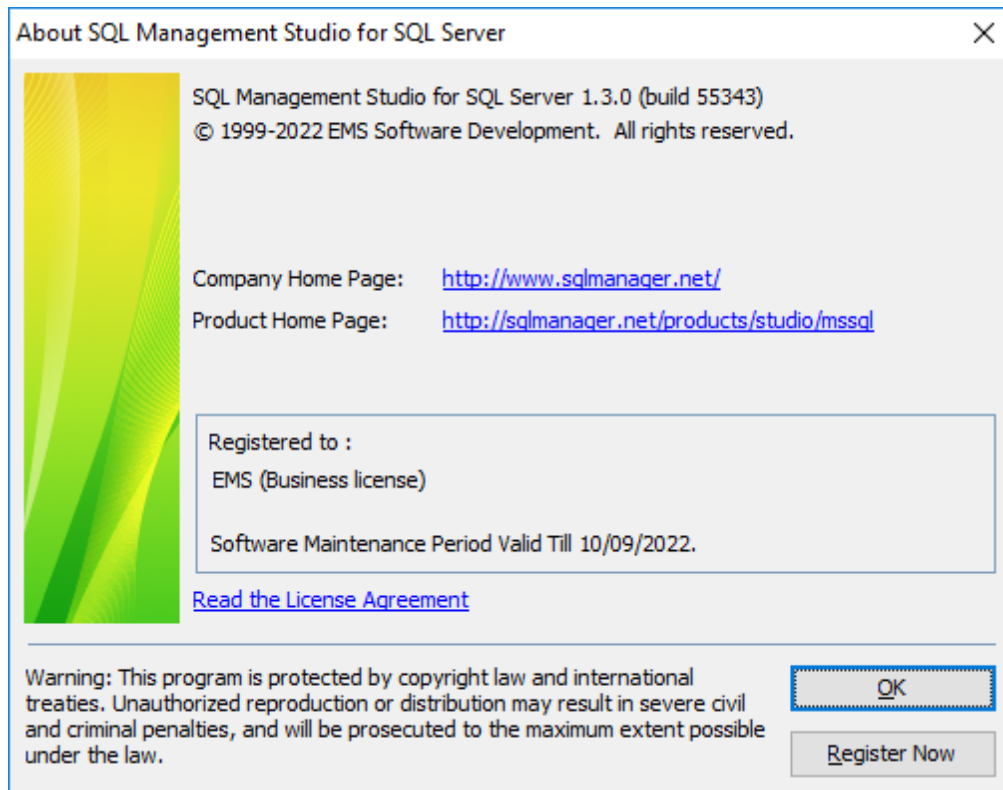 About SQL Management Studio for SQL Server
SQL Management Studio for SQL Server 1.3.0 (build 55343)
© 1999-2022 EMS Software Development. All rights reserved.
Company Home Page: http://www.sqlmanager.net/
Product Home Page: http://sqlmanager.net/products/studio/mssql
Registered to :
EMS (Business license)
Software Maintenance Period Valid Till 10/09/2022.
Read the License Agreement
Warning: This program is protected by copyright law and international
treaties. Unauthorized reproduction or distribution may result in severe civil
and criminal penalties, and will be prosecuted to the maximum extent possible
under the law.
OK
Register Now